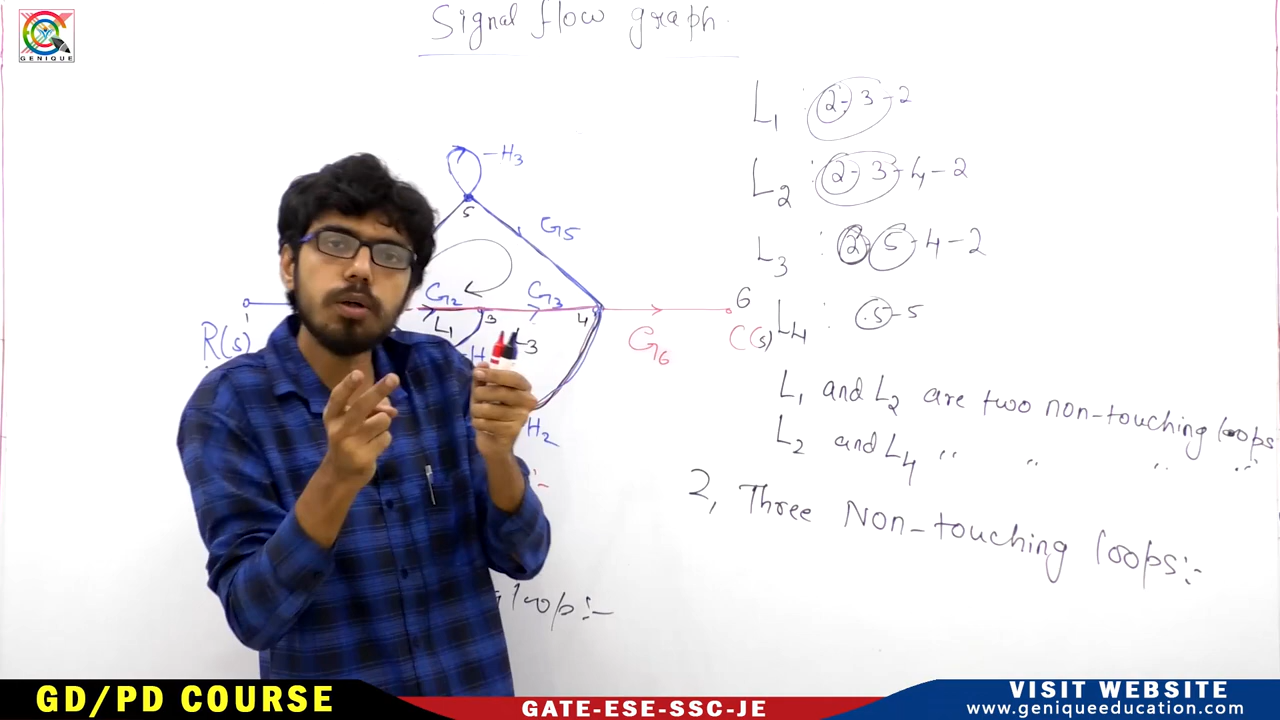 GENIQUE
Signal flow graph
L1 : 2-3-2
L2 : 2-3-4-2
L3 : 2 5-4-2
L4 : 5-5
L1 and L2 are two non-touching loops
L2 and L4 " " " "
2, Three Non-touching loops:-
-H3
5
G5
G2
G3
L1
3
4
6
R(s)
1
L3
G6
C(s)
-H
H2
:-
loop:-
GD/PD COURSE
GATE-ESE-SSC-JE
VISIT WEBSITE
www.geniqueeducation.com